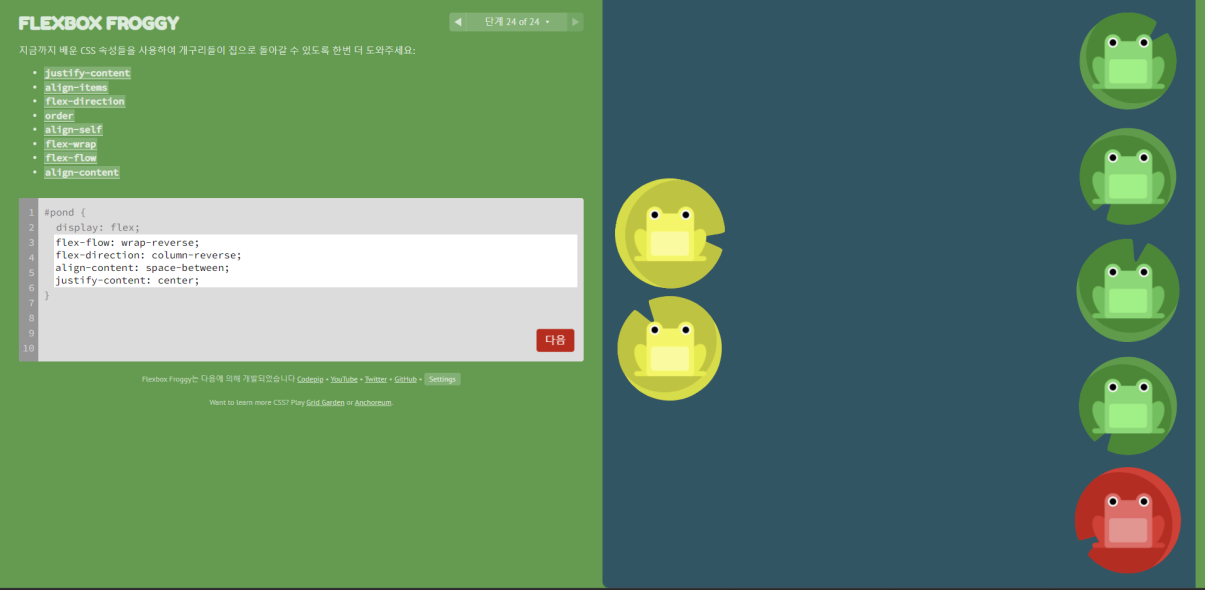 FLEXBOX FROGGY
◀ 단계 24 of 24 ▾ ▶
지금까지 배운 CSS 속성들을 사용하여 개구리들이 집으로 돌아갈 수 있도록 한번 더 도와주세요:
• justify-content
• align-items
• flex-direction
• order
• align-self
• flex-wrap
• flex-flow
• align-content
1 #pond {
2 display: flex;
3 flex-flow: wrap-reverse;
4 flex-direction: column-reverse;
5 align-content: space-between;
6 justify-content: center;
7 }
8
9
10
다음
Flexbox Froggy는 다음에 의해 개발되었습니다 Codepip • YouTube • Twitter • GitHub • Settings
Want to learn more CSS? Play Grid Garden or Anchoreum.